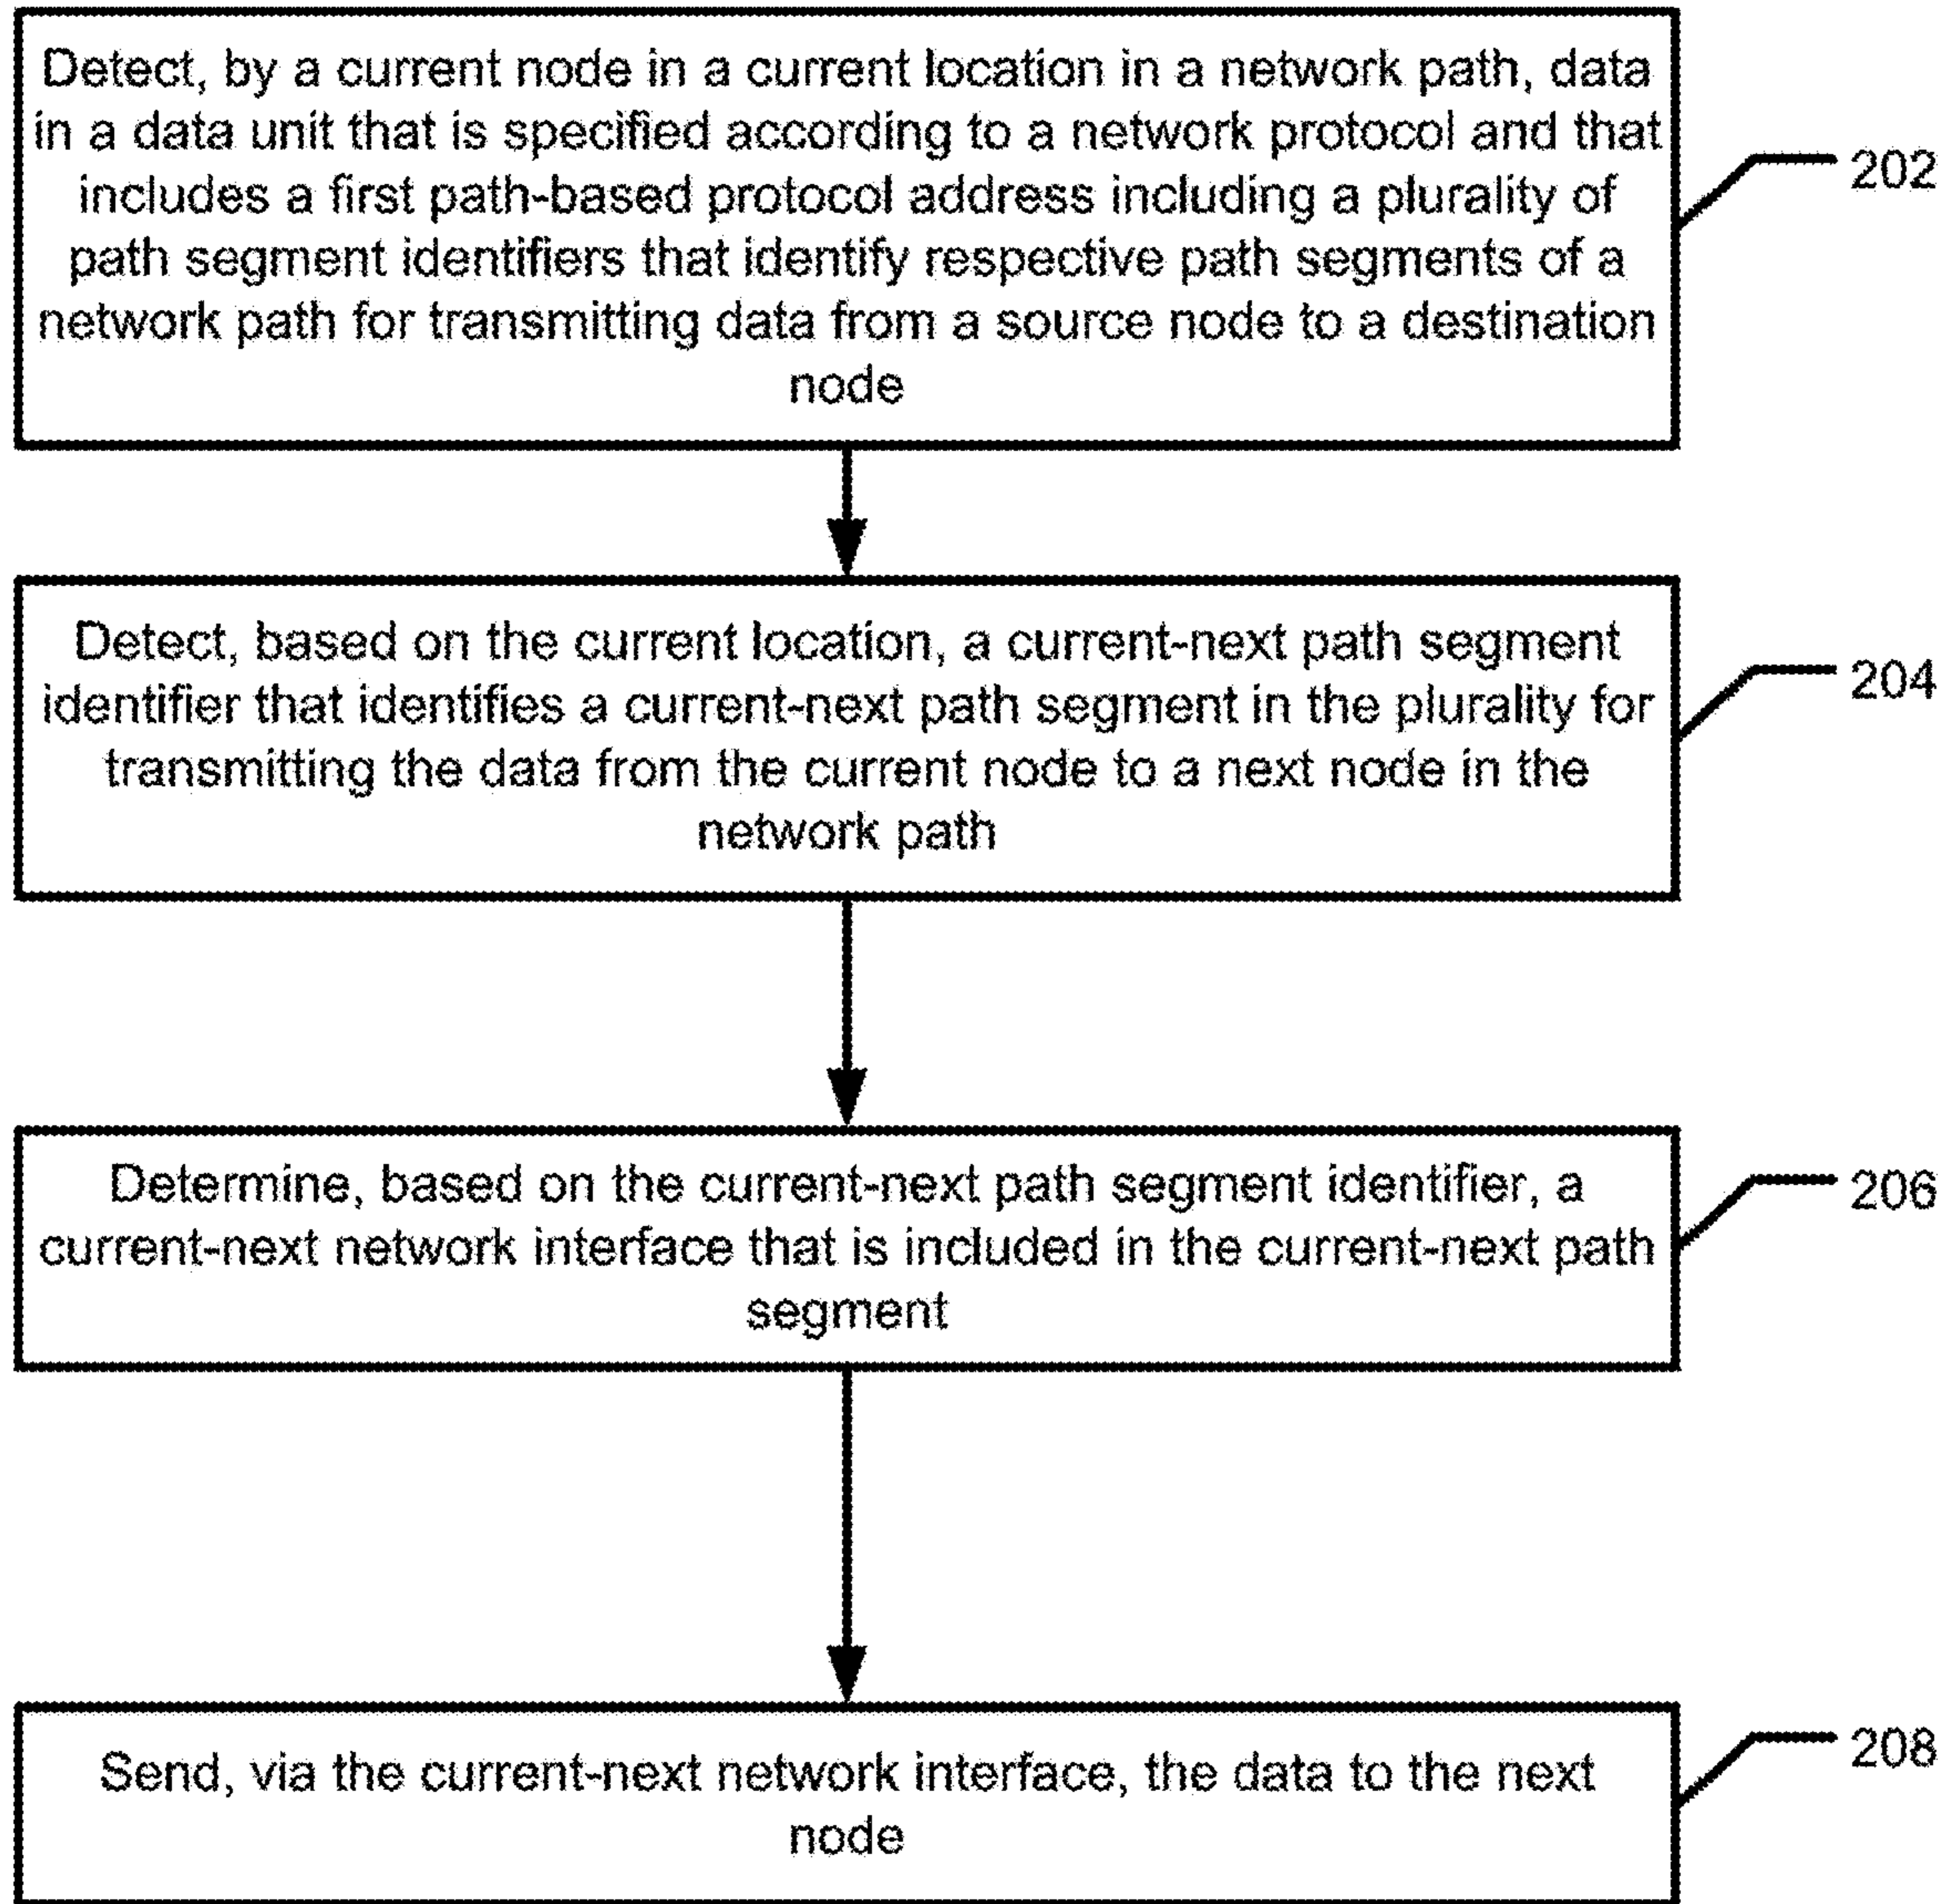 Detect, by a current node in a current location in a network path, data
in a data unit that is specified according to a network protocol and that
includes a first path-based protocol address including a plurality of
path segment identifiers that identify respective path segments of a
network path for transmitting data from a source node to a destination
node
202
Detect, based on the current location, a current-next path segment
identifier that identifies a current-next path segment in the plurality for
transmitting the data from the current node to a next node in the
network path
204
Determine, based on the current-next path segment identifier, a
current-next network interface that is included in the current-next path
segment
206
Send, via the current-next network interface, the data to the next
node
208